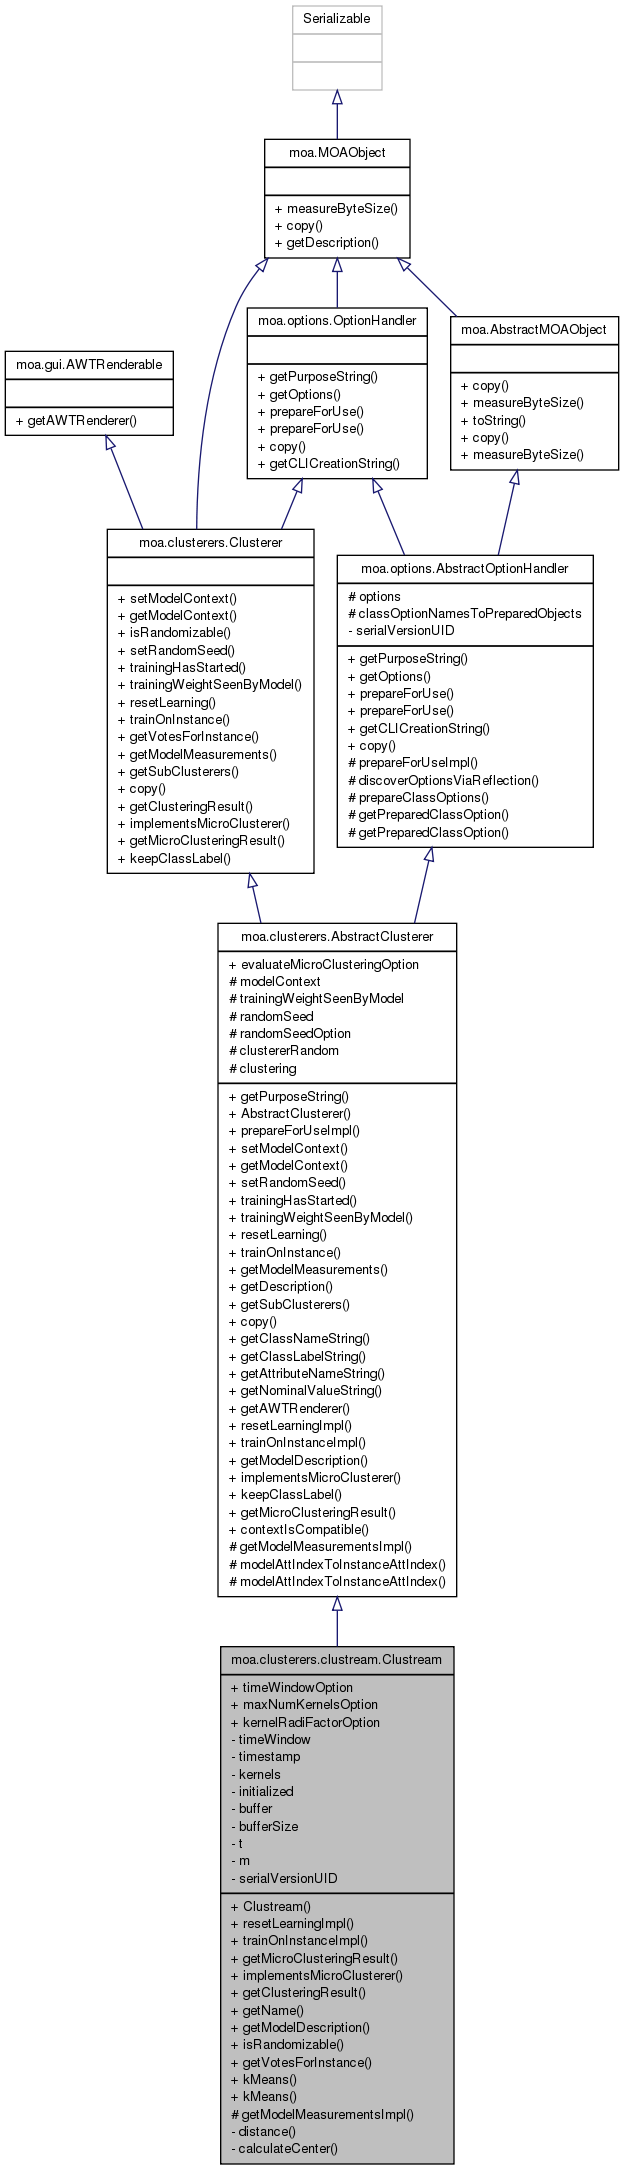 Serializable
moa.MOAObject
+ measureByteSize()
+ copy()
+ getDescription()
moa.options.OptionHandler
+ getPurposeString()
+ getOptions()
+ prepareForUse()
+ prepareForUse()
+ copy()
+ getCLICreationString()
moa.AbstractMOAObject
+ copy()
+ measureByteSize()
+ toString()
+ copy()
+ measureByteSize()
moa.gui.AWTRenderable
+ getAWTRenderer()
moa.clusterers.Clusterer
+ setModelContext()
+ getModelContext()
+ isRandomizable()
+ setRandomSeed()
+ trainingHasStarted()
+ trainingWeightSeenByModel()
+ resetLearning()
+ trainOnInstance()
+ getVotesForInstance()
+ getModelMeasurements()
+ getSubClusterers()
+ copy()
+ getClusteringResult()
+ implementsMicroClusterer()
+ getMicroClusteringResult()
+ keepClassLabel()
moa.options.AbstractOptionHandler
# options
# classOptionNamesToPreparedObjects
- serialVersionUID
+ getPurposeString()
+ getOptions()
+ prepareForUse()
+ prepareForUse()
+ getCLICreationString()
+ copy()
# prepareForUseImpl()
# discoverOptionsViaReflection()
# prepareClassOptions()
# getPreparedClassOption()
# getPreparedClassOption()
moa.clusterers.AbstractClusterer
+ evaluateMicroClusteringOption
# modelContext
# trainingWeightSeenByModel
# randomSeed
# randomSeedOption
# clustererRandom
# clustering
+ getPurposeString()
+ AbstractClusterer()
+ prepareForUseImpl()
+ setModelContext()
+ getModelContext()
+ setRandomSeed()
+ trainingHasStarted()
+ trainingWeightSeenByModel()
+ resetLearning()
+ trainOnInstance()
+ getModelMeasurements()
+ getDescription()
+ getSubClusterers()
+ copy()
+ getClassNameString()
+ getClassLabelString()
+ getAttributeNameString()
+ getNominalValueString()
+ getAWTRenderer()
+ resetLearningImpl()
+ trainOnInstanceImpl()
+ getModelDescription()
+ implementsMicroClusterer()
+ keepClassLabel()
+ getMicroClusteringResult()
+ contextIsCompatible()
# getModelMeasurementsImpl()
# modelAttIndexToInstanceAttIndex()
# modelAttIndexToInstanceAttIndex()
moa.clusterers.clustream.Clustream
+ timeWindowOption
+ maxNumKernelsOption
+ kernelRadiFactorOption
- timeWindow
- timestamp
- kernels
- initialized
- buffer
- bufferSize
- t
- m
- serialVersionUID
+ Clustream()
+ resetLearningImpl()
+ trainOnInstanceImpl()
+ getMicroClusteringResult()
+ implementsMicroClusterer()
+ getClusteringResult()
+ getName()
+ getModelDescription()
+ isRandomizable()
+ getVotesForInstance()
+ kMeans()
+ kMeans()
# getModelMeasurementsImpl()
- distance()
- calculateCenter()